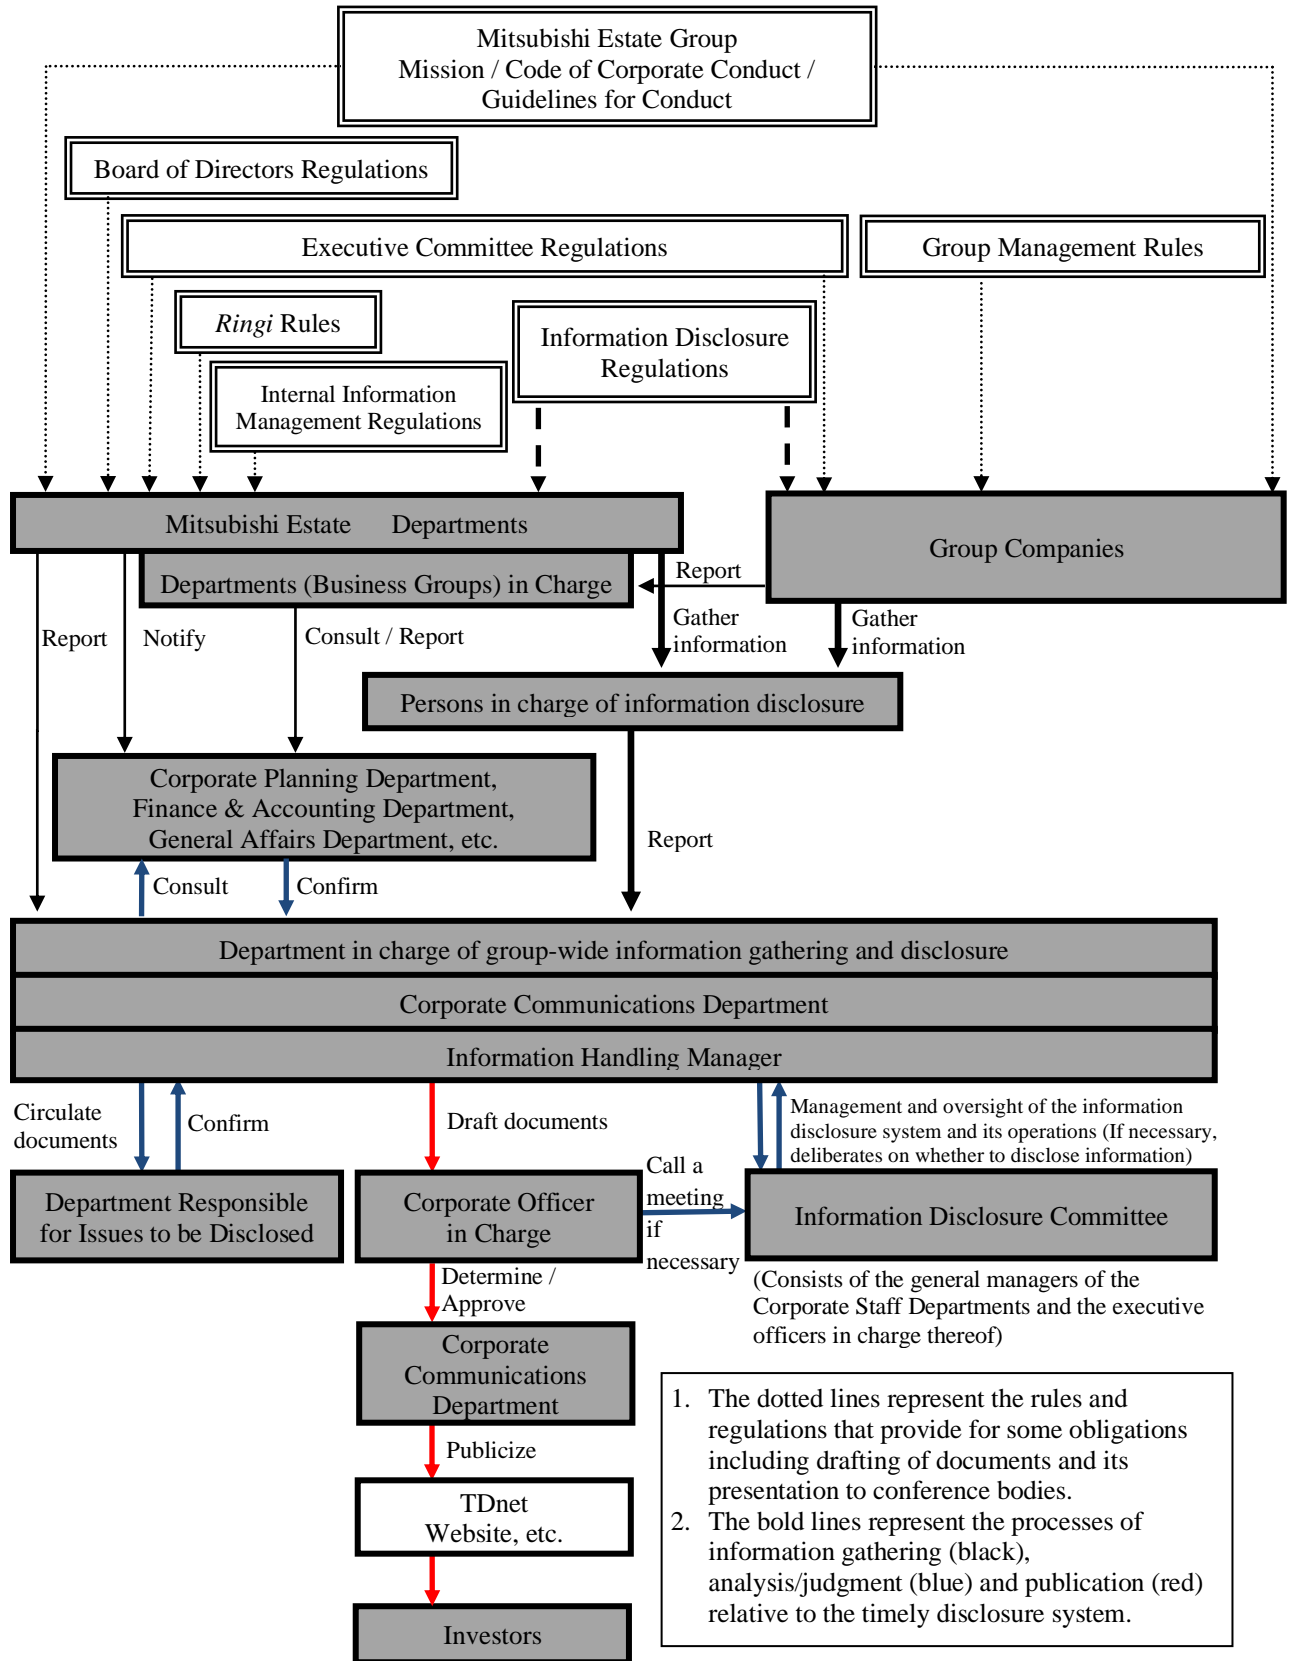 Mitsubishi Estate Group
Mission / Code of Corporate Conduct /
Guidelines for Conduct
Board of Directors Regulations
Executive Committee Regulations
Group Management Rules
Ringi Rules
Information Disclosure
Regulations
Internal Information
Management Regulations
Mitsubishi Estate Departments
Group Companies
Departments (Business Groups) in Charge
Report
Report
Notify
Consult / Report
Gather
information
Gather
information
Persons in charge of information disclosure
Corporate Planning Department,
Finance & Accounting Department,
General Affairs Department, etc.
Report
Consult
Confirm
Department in charge of group-wide information gathering and disclosure
Corporate Communications Department
Information Handling Manager
Circulate
documents
Confirm
Draft documents
Management and oversight of the information
disclosure system and its operations (If necessary,
deliberates on whether to disclose information)
Call a
meeting
if
necessary
Department Responsible
for Issues to be Disclosed
Corporate Officer
in Charge
Information Disclosure Committee
(Consists of the general managers of the
Corporate Staff Departments and the executive
officers in charge thereof)
Determine /
Approve
Corporate
Communications
Department
Publicize
TDnet
Website, etc.
Investors
1. The dotted lines represent the rules and
regulations that provide for some obligations
including drafting of documents and its
presentation to conference bodies.
2. The bold lines represent the processes of
information gathering (black),
analysis/judgment (blue) and publication (red)
relative to the timely disclosure system.